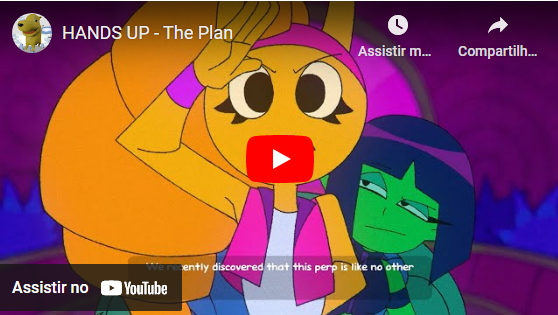 HANDS UP - The Plan
Assistir m...
Compartilh...
We recently discovered that this perp is like no other
Assistir no YouTube